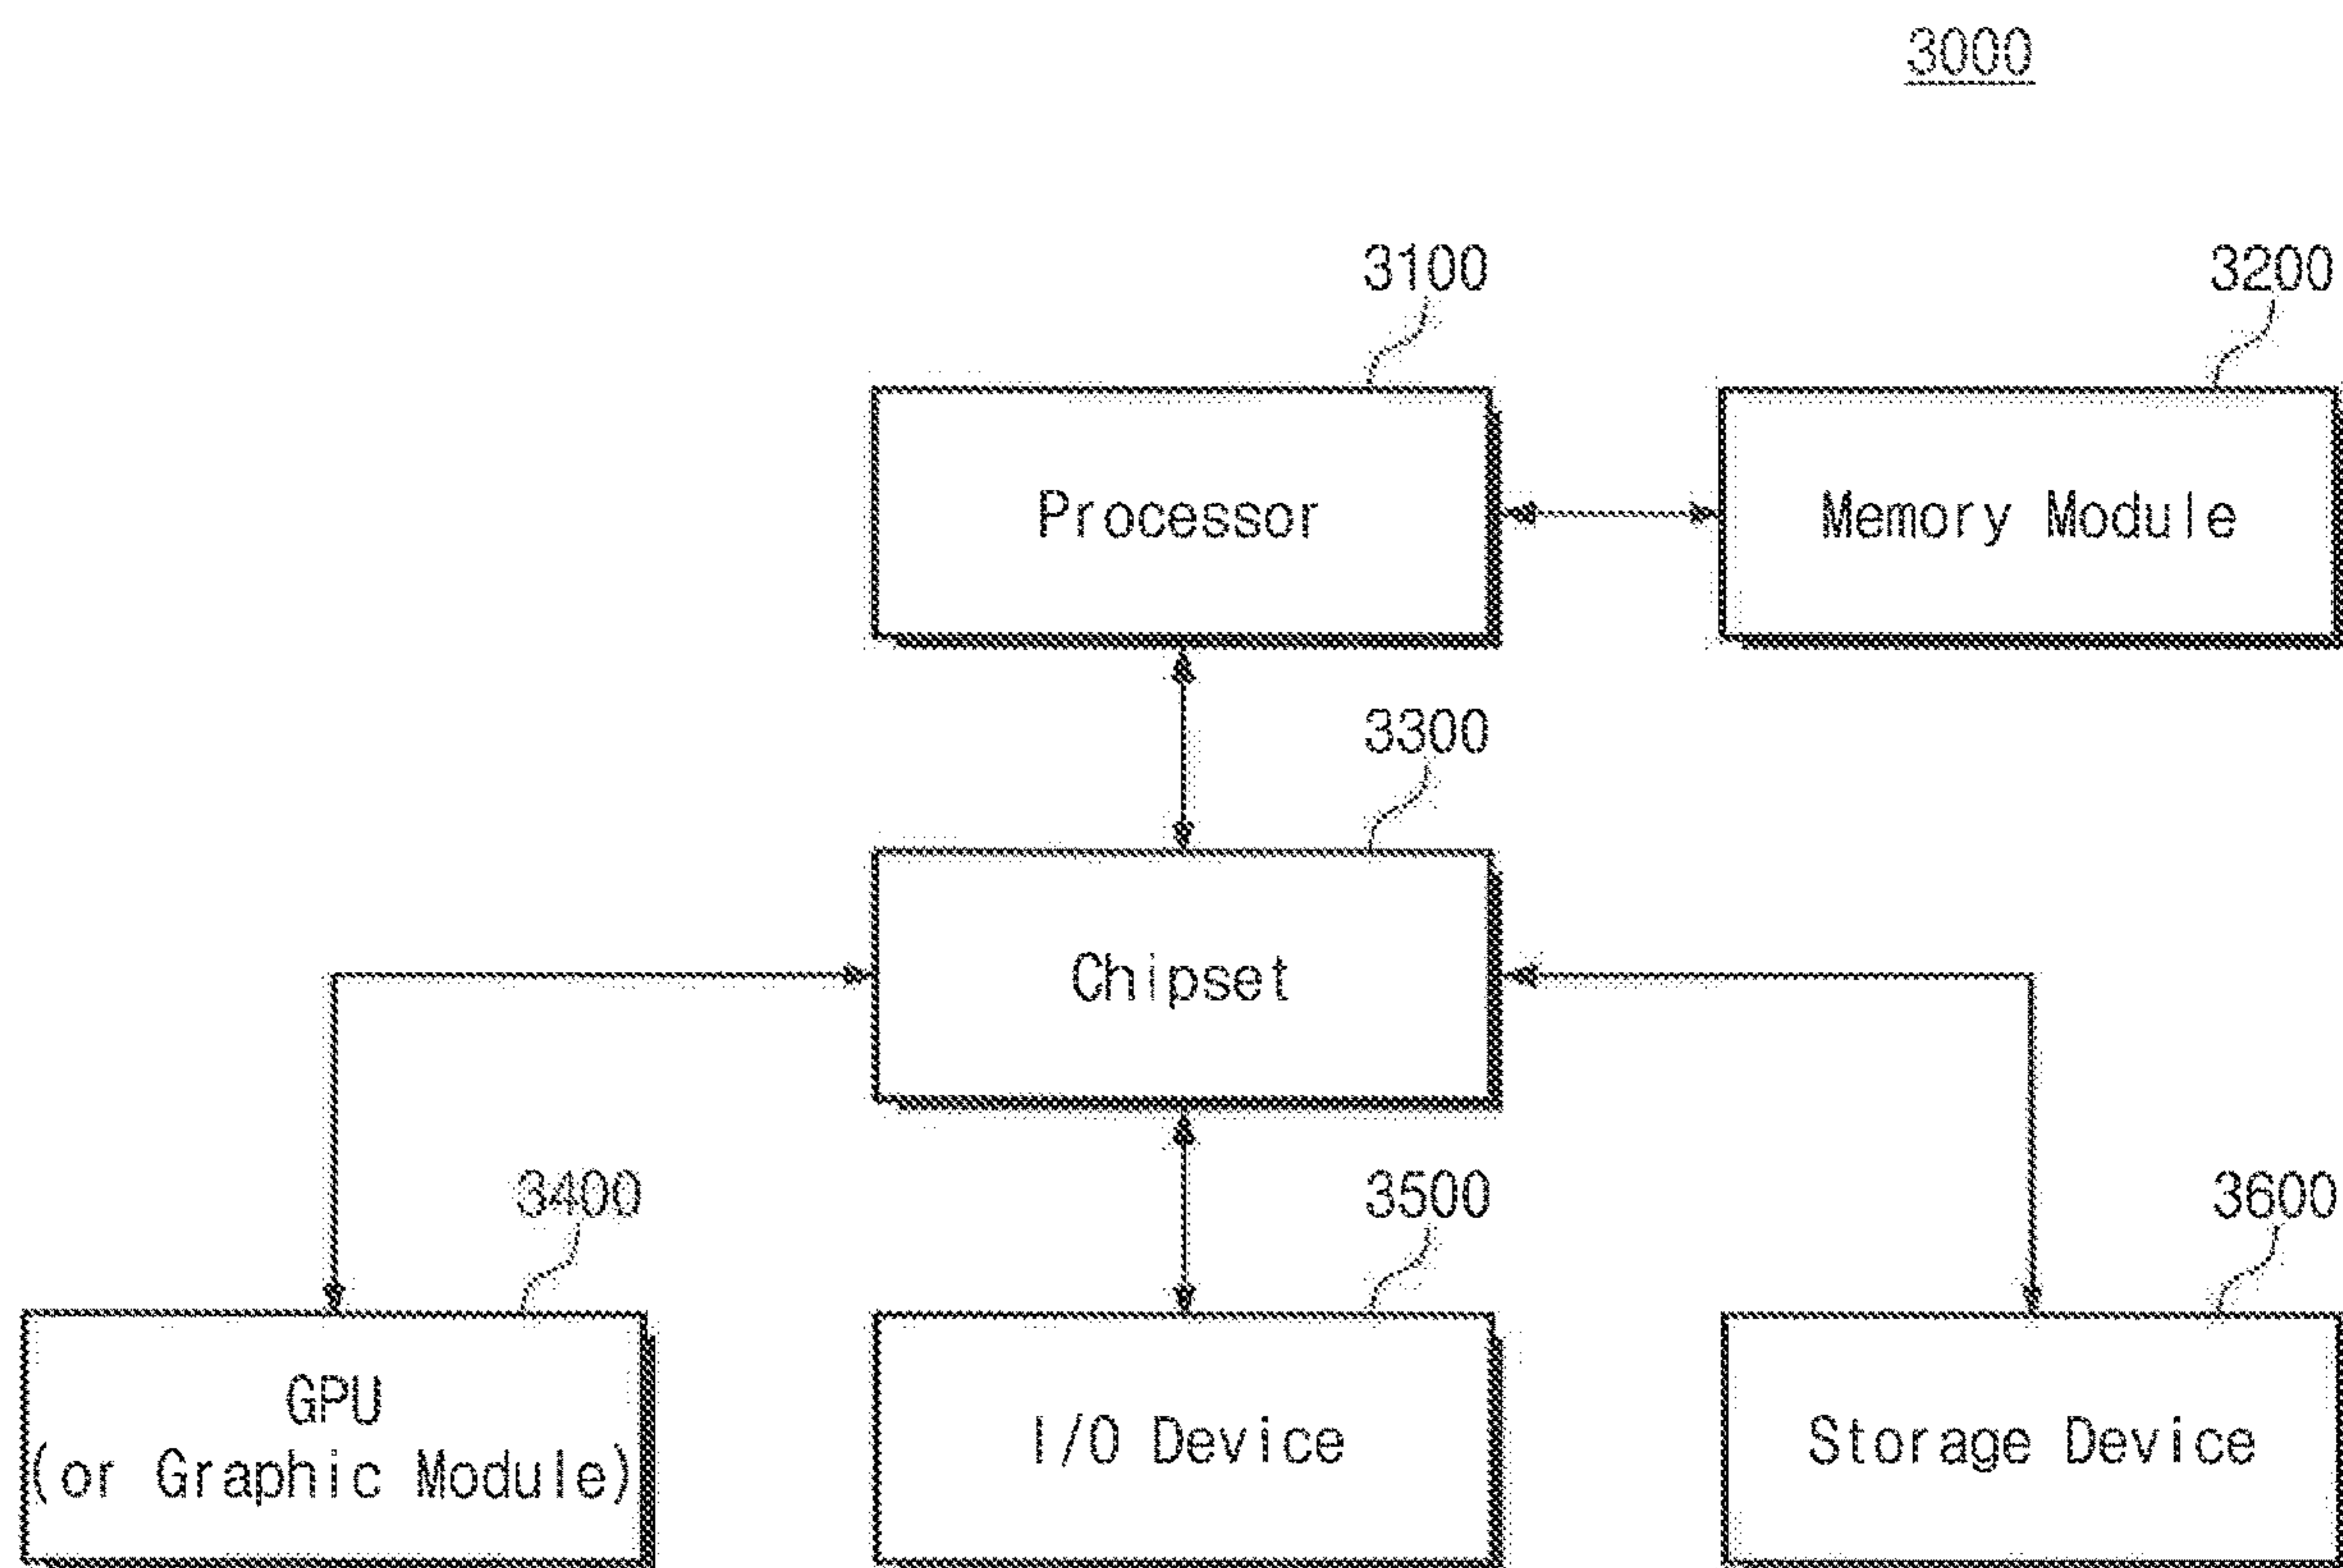 3000
3100
3200
Processor
Memory Module
3300
Chipset
3400
3500
3600
GPU
(or Graphic Module)
I/O Device
Storage Device